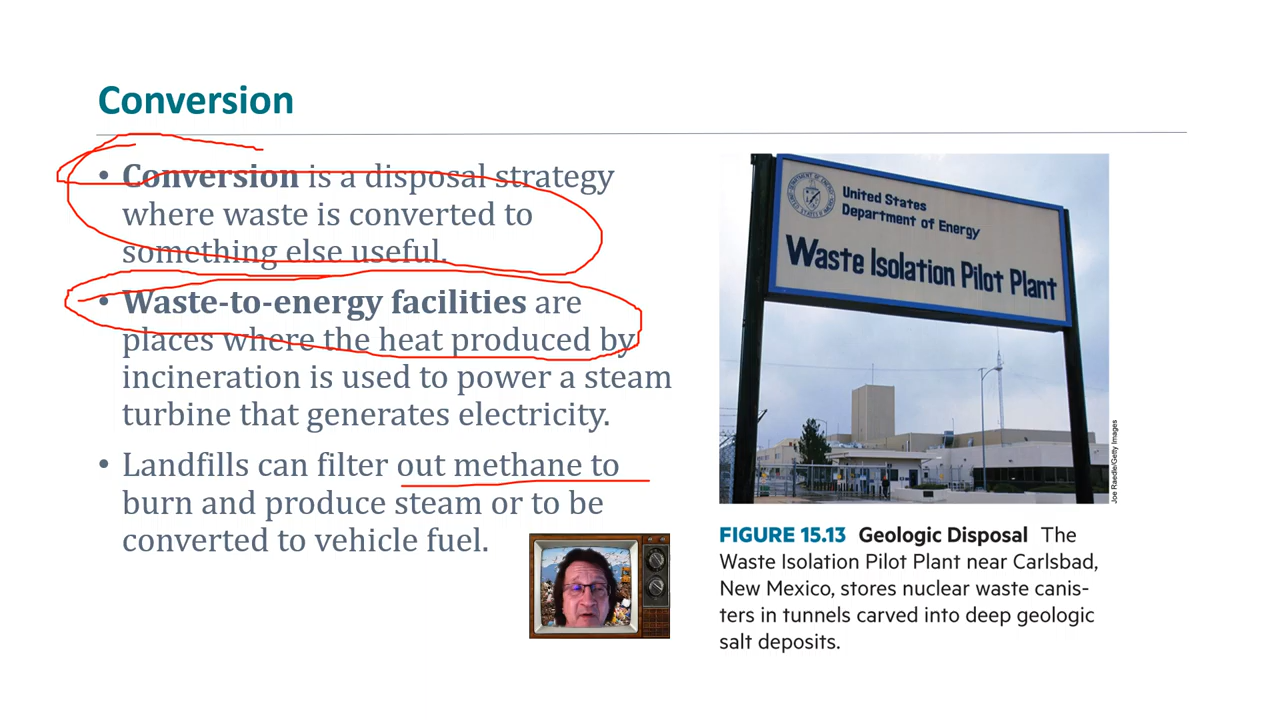 Conversion
• Conversion is a disposal strategy
where waste is converted to
something else useful.
• Waste-to-energy facilities are
places where the heat produced by
incineration is used to power a steam
turbine that generates electricity.
• Landfills can filter out methane to
burn and produce steam or to be
converted to vehicle fuel.
United States
Department of Energy
Waste Isolation Pilot Plant
Joe Raedle/Getty Images
FIGURE 15.13 Geologic Disposal The
Waste Isolation Pilot Plant near Carlsbad,
New Mexico, stores nuclear waste canis-
ters in tunnels carved into deep geologic
salt deposits.